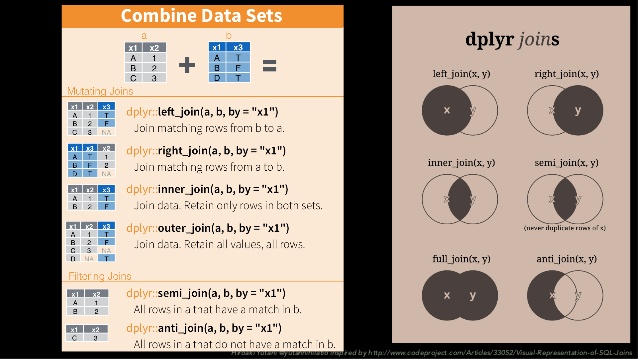 Combine Data Sets
a b
x1 x2 x1 x3
A 1 A T
B 2 B F
C 3 D T
+ =
Mutating Joins
x1 x2 x3
A 1 T
B 2 F
C 3 NA
dplyr::left_join(a, b, by = "x1")
Join matching rows from b to a.
x1 x3 x2
A T 1
B F 2
D T NA
dplyr::right_join(a, b, by = "x1")
Join matching rows from a to b.
x1 x2 x3
A 1 T
B 2 F
dplyr::inner_join(a, b, by = "x1")
Join data. Retain only rows in both sets.
x1 x2 x3
A 1 T
B 2 F
C 3 NA
D NA T
dplyr::outer_join(a, b, by = "x1")
Join data. Retain all values, all rows.
Filtering Joins
x1 x2
A 1
B 2
dplyr::semi_join(a, b, by = "x1")
All rows in a that have a match in b.
x1 x2
C 3
dplyr::anti_join(a, b, by = "x1")
All rows in a that do not have a match in b.
dplyr joins
left_join(x, y) right_join(x, y)
x y x y
inner_join(x, y) semi_join(x, y)
x y x y
(never duplicate rows of x)
full_join(x, y) anti_join(x, y)
x y x y
inspired by http://www.codeproject.com/Articles/33052/Visual-Representation-of-SQL-Joins